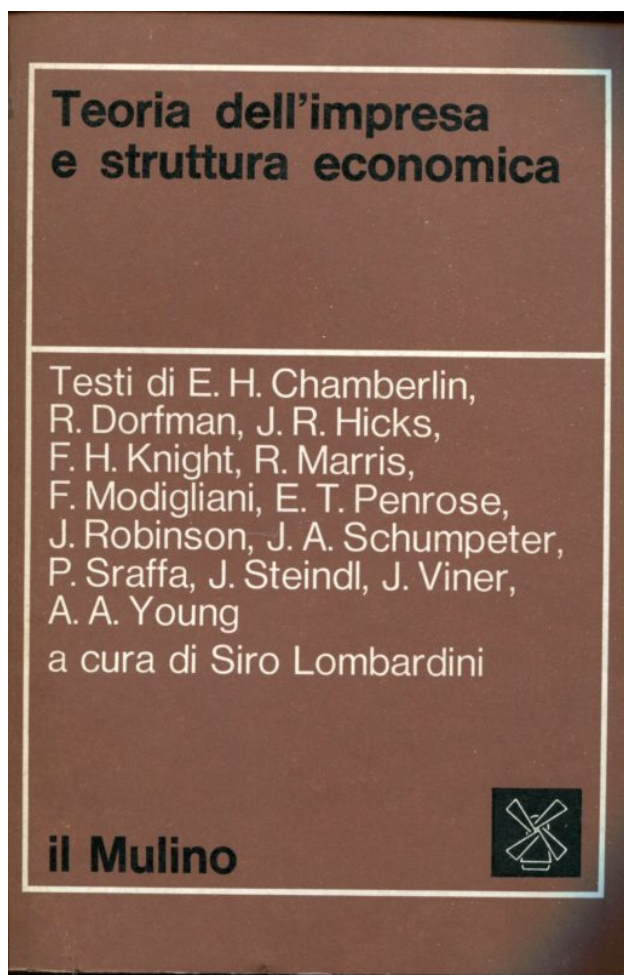 Teoria dell'impresa
e struttura economica
Testi di E. H. Chamberlin,
R. Dorfman, J. R. Hicks,
F. H. Knight, R. Marris,
F. Modigliani, E. T. Penrose,
J. Robinson, J. A. Schumpeter,
P. Sraffa, J. Steindl, J. Viner,
A. A. Young
a cura di Siro Lombardini
il Mulino